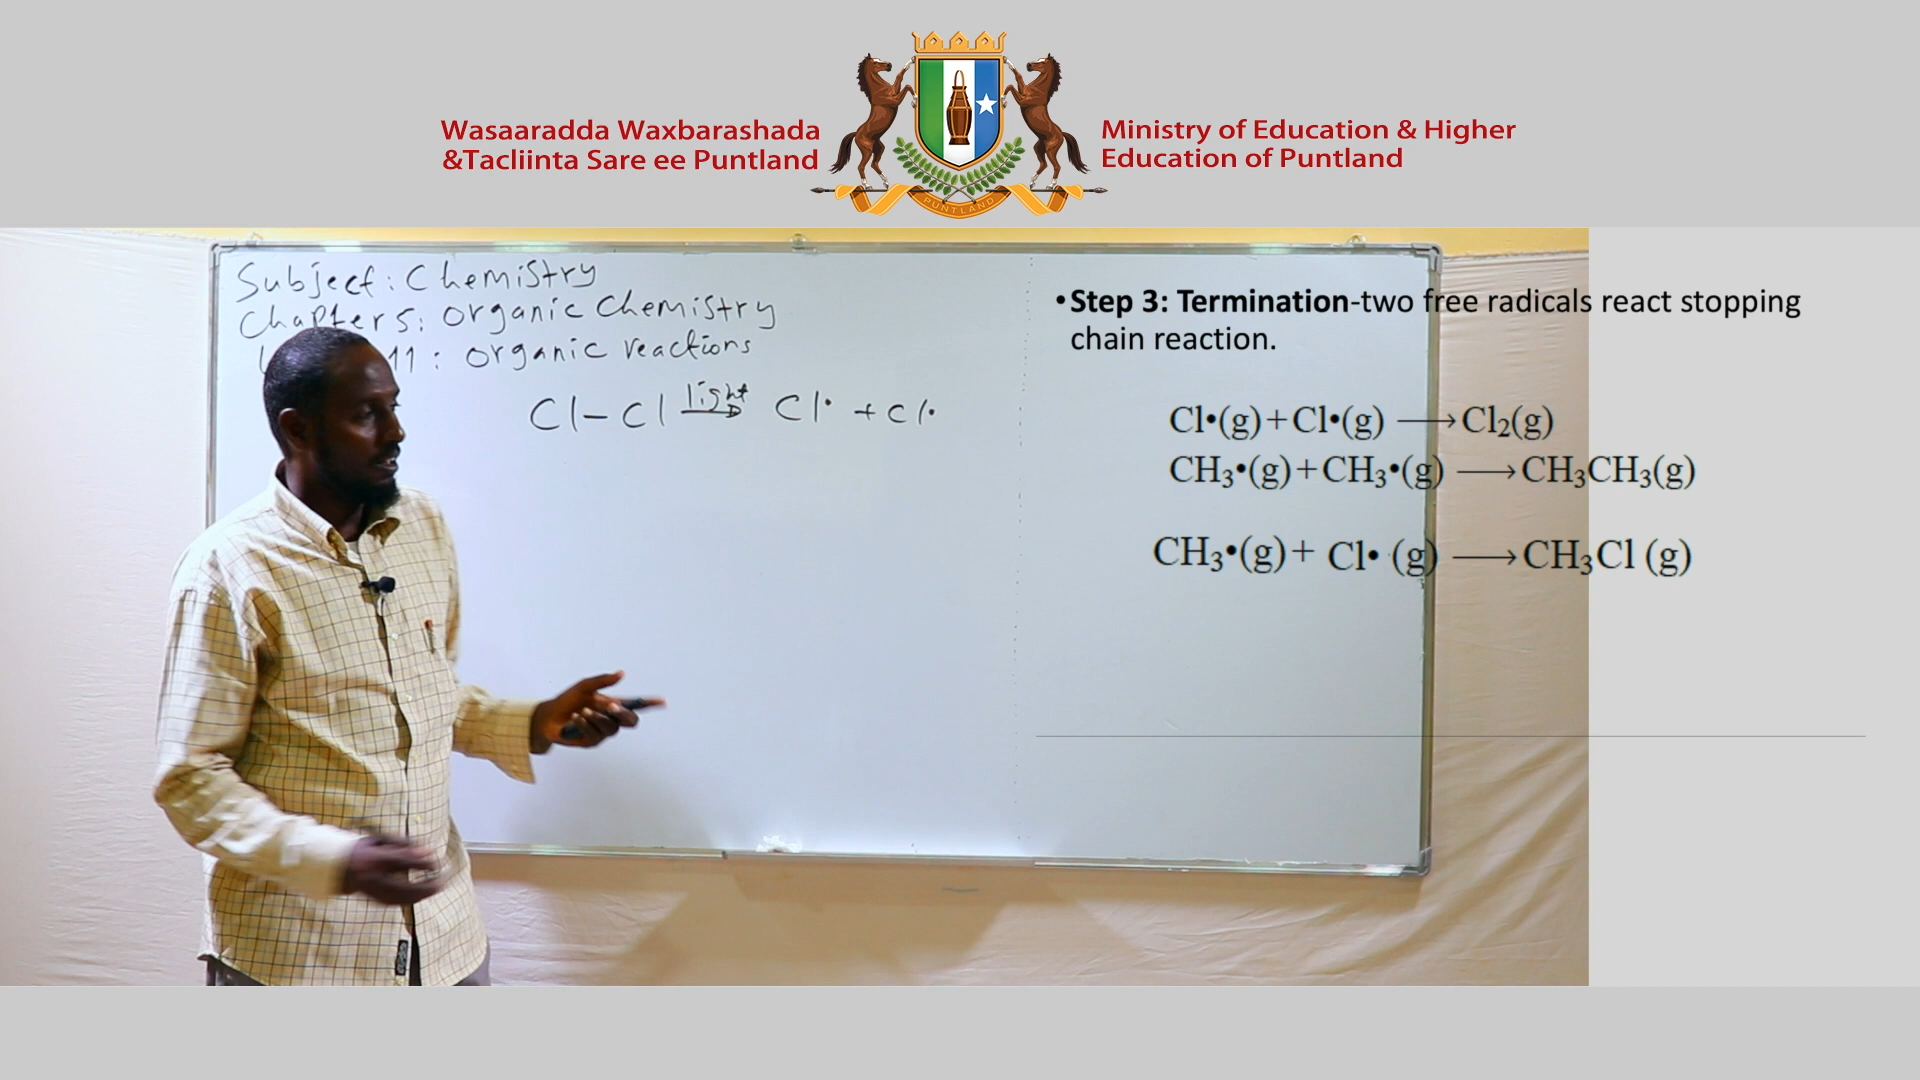 Wasaaradda Waxbarashada
&Tacliinta Sare ee Puntland
Ministry of Education & Higher
Education of Puntland
PUNTLAND
Subject: Chemistry
Chapter 5: Organic Chemistry
11: organic reactions
Cl-Cl light→ Cl• + Cl•
•Step 3: Termination-two free radicals react stopping
chain reaction.
Cl•(g)+Cl•(g) ⟶Cl₂(g)
CH₃•(g)+CH₃•(g) ⟶CH₃CH₃(g)
CH₃•(g)+ Cl• (g) ⟶CH₃Cl (g)